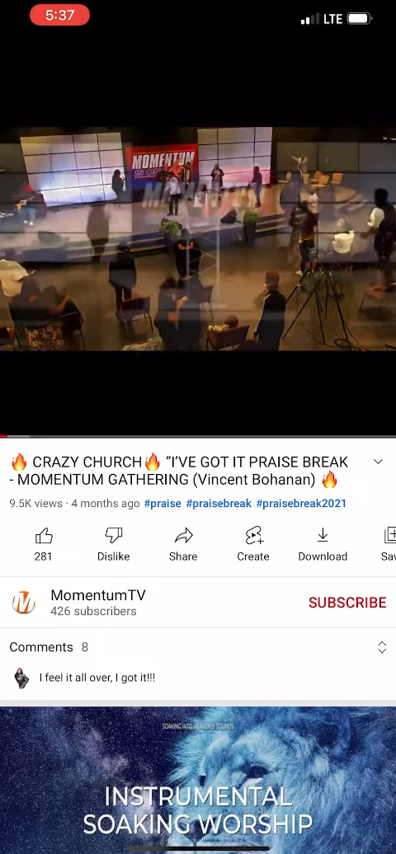 5:37
LTE
MOMENTUM
🔥 CRAZY CHURCH🔥 “I’VE GOT IT PRAISE BREAK
- MOMENTUM GATHERING (Vincent Bohanan) 🔥
9.5K views · 4 months ago #praise #praisebreak #praisebreak2021
281
Dislike
Share
Create
Download
Sav
M
MomentumTV
426 subscribers
SUBSCRIBE
Comments 8
I feel it all over, I got it!!!
SOAKING INTO HEAVENLY SOUNDS
INSTRUMENTAL
SOAKING WORSHIP